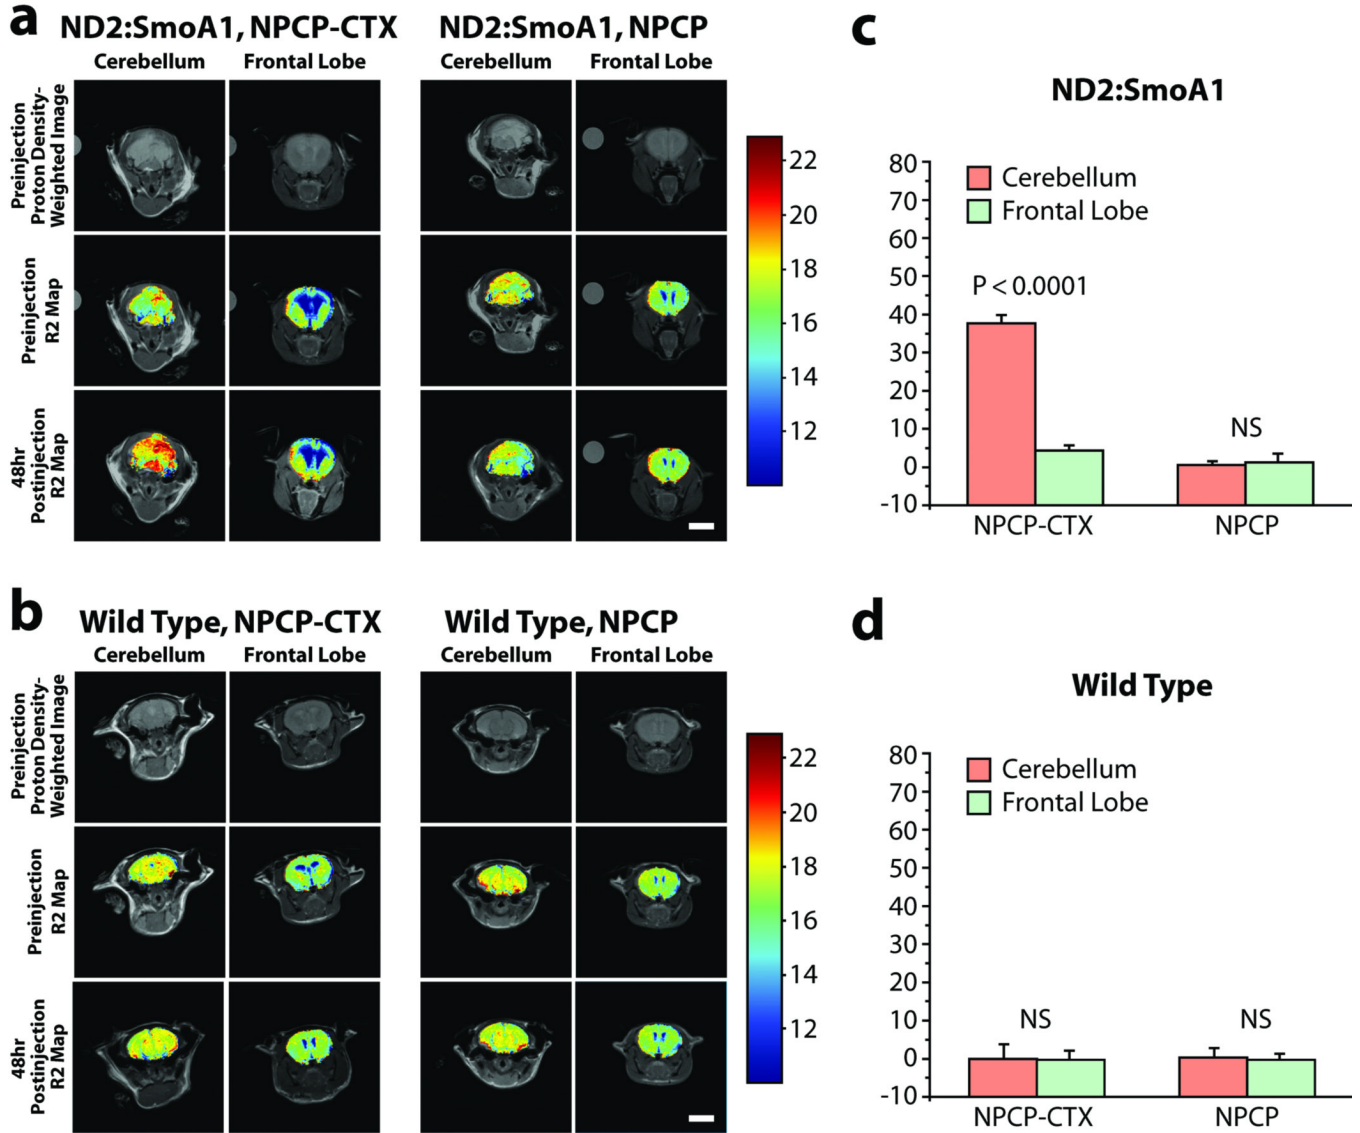 a
ND2:SmoA1, NPCP-CTX
ND2:SmoA1, NPCP
Cerebellum
Frontal Lobe
Cerebellum
Frontal Lobe
Preinjection
Proton Density-
Weighted Image
Preinjection
R2 Map
48hr
Postinjection
R2 Map
22
20
18
16
14
12
b
Wild Type, NPCP-CTX
Wild Type, NPCP
Cerebellum
Frontal Lobe
Cerebellum
Frontal Lobe
Preinjection
Proton Density-
Weighted Image
Preinjection
R2 Map
48hr
Postinjection
R2 Map
22
20
18
16
14
12
c
ND2:SmoA1
80
70
60
50
40
30
20
10
0
-10
Cerebellum
Frontal Lobe
P < 0.0001
NS
NPCP-CTX
NPCP
d
Wild Type
80
70
60
50
40
30
20
10
0
-10
Cerebellum
Frontal Lobe
NS
NS
NPCP-CTX
NPCP